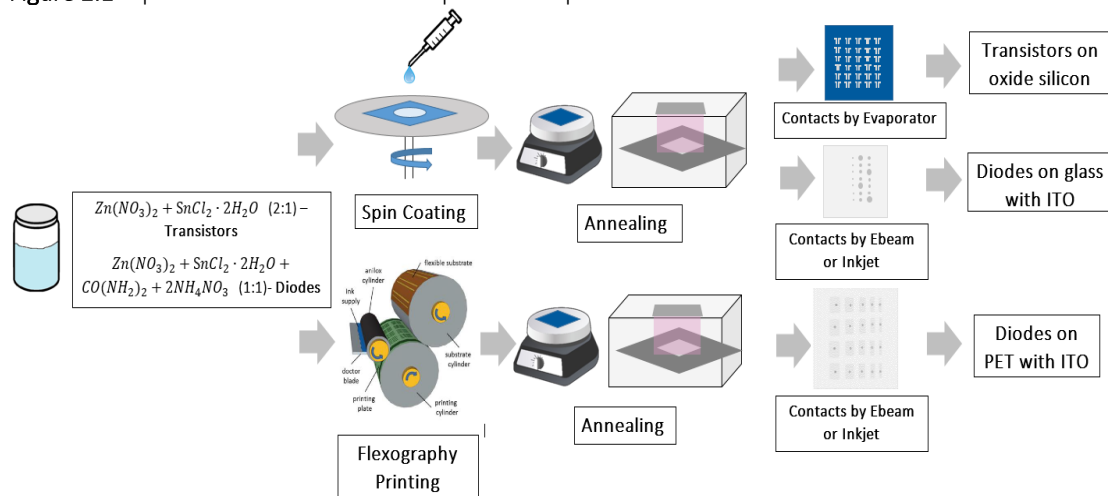 Zn(NO₃)₂ + SnCl₂ · 2H₂O (2:1) –
Transistors
Zn(NO₃)₂ + SnCl₂ · 2H₂O +
CO(NH₂)₂ + 2NH₄NO₃ (1:1)- Diodes
Spin Coating
Annealing
Contacts by Evaporator
Transistors on
oxide silicon
Contacts by Ebeam
or Inkjet
Diodes on glass
with ITO
flexible substrate
anilox
cylinder
ink
supply
doctor
blade
printing
plate
substrate
cylinder
printing
cylinder
Flexography
Printing
Annealing
Contacts by Ebeam
or Inkjet
Diodes on
PET with ITO